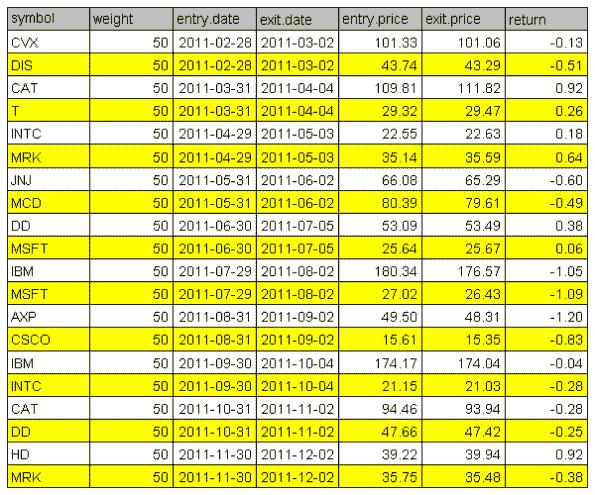 symbol weight entry.date exit.date entry.price exit.price return
CVX 50 2011-02-28 2011-03-02 101.33 101.06 -0.13
DIS 50 2011-02-28 2011-03-02 43.74 43.29 -0.51
CAT 50 2011-03-31 2011-04-04 109.81 111.82 0.92
T 50 2011-03-31 2011-04-04 29.32 29.47 0.26
INTC 50 2011-04-29 2011-05-03 22.55 22.63 0.18
MRK 50 2011-04-29 2011-05-03 35.14 35.59 0.64
JNJ 50 2011-05-31 2011-06-02 66.08 65.29 -0.60
MCD 50 2011-05-31 2011-06-02 80.39 79.61 -0.49
DD 50 2011-06-30 2011-07-05 53.09 53.49 0.38
MSFT 50 2011-06-30 2011-07-05 25.64 25.67 0.06
IBM 50 2011-07-29 2011-08-02 180.34 176.57 -1.05
MSFT 50 2011-07-29 2011-08-02 27.02 26.43 -1.09
AXP 50 2011-08-31 2011-09-02 49.50 48.31 -1.20
CSCO 50 2011-08-31 2011-09-02 15.61 15.35 -0.83
IBM 50 2011-09-30 2011-10-04 174.17 174.04 -0.04
INTC 50 2011-09-30 2011-10-04 21.15 21.03 -0.28
CAT 50 2011-10-31 2011-11-02 94.46 93.94 -0.28
DD 50 2011-10-31 2011-11-02 47.66 47.42 -0.25
HD 50 2011-11-30 2011-12-02 39.22 39.94 0.92
MRK 50 2011-11-30 2011-12-02 35.75 35.48 -0.38